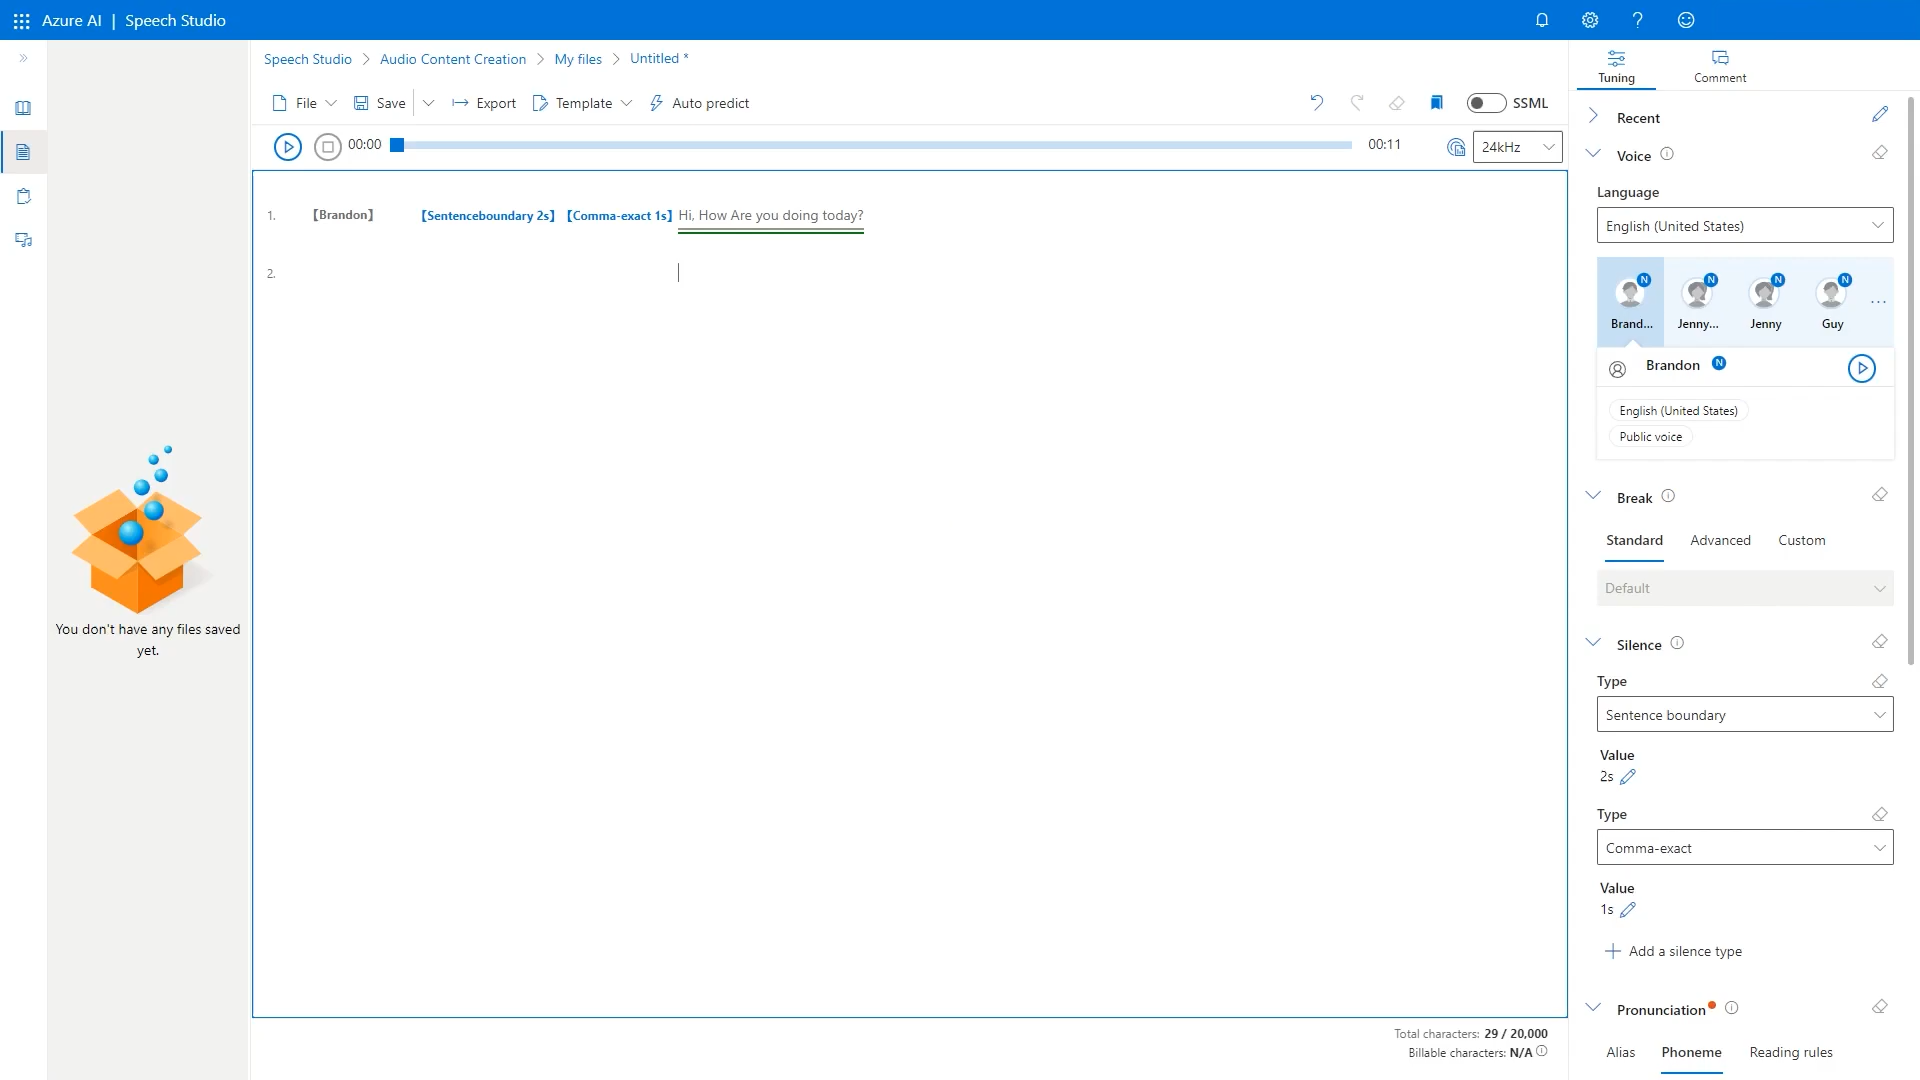 Azure AI | Speech Studio
Speech Studio > Audio Content Creation > My files > Untitled *
File Save Export Template Auto predict SSML
00:00 00:11 24kHz
1. 【Brandon】 【Sentenceboundary 2s】 【Comma-exact 1s】 Hi, How Are you doing today?
2.
You don't have any files saved
yet.
Total characters: 29 / 20,000
Billable characters: N/A
Tuning Comment
Recent
Voice
Language
English (United States)
N N N N
Brand... Jenny... Jenny Guy ...
Brandon N
English (United States)
Public voice
Break
Standard Advanced Custom
Default
Silence
Type
Sentence boundary
Value
2s
Type
Comma-exact
Value
1s
+ Add a silence type
Pronunciation
Alias Phoneme Reading rules